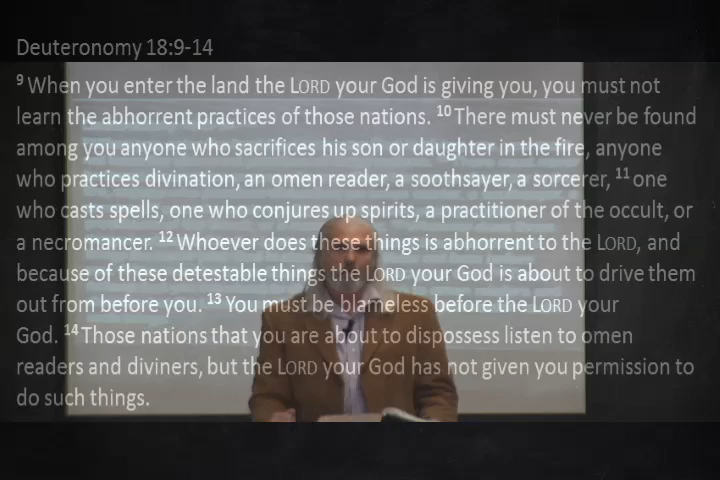 Deuteronomy 18:9-14
9 When you enter the land the LORD your God is giving you, you must not
learn the abhorrent practices of those nations. 10 There must never be found
among you anyone who sacrifices his son or daughter in the fire, anyone
who practices divination, an omen reader, a soothsayer, a sorcerer, 11 one
who casts spells, one who conjures up spirits, a practitioner of the occult, or
a necromancer. 12 Whoever does these things is abhorrent to the LORD, and
because of these detestable things the LORD your God is about to drive them
out from before you. 13 You must be before the LORD your
God. 14 Those nations that you are about to dispossess listen to omen
readers and diviners, but the LORD your God has not given you permission to
do such things.